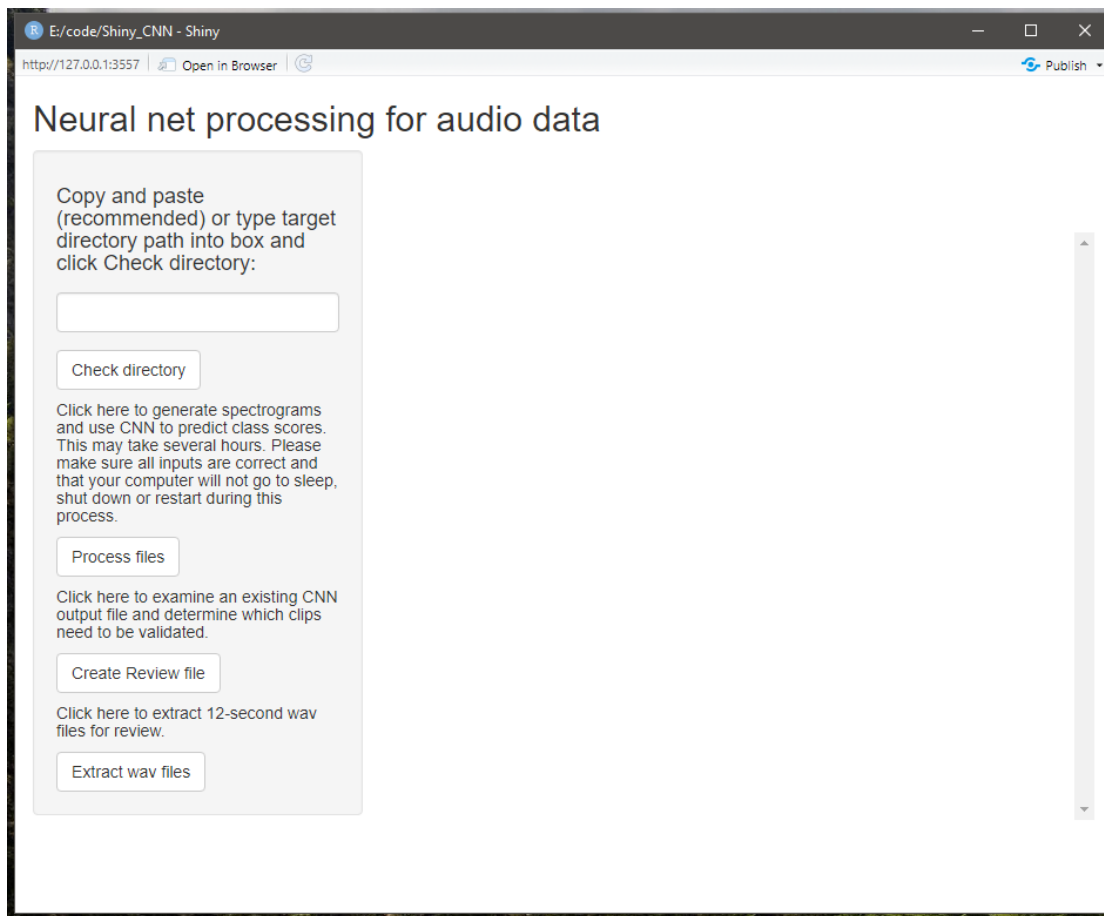 R E:/code/Shiny_CNN - Shiny
http://127.0.0.1:3557 Open in Browser Publish
Neural net processing for audio data
Copy and paste
(recommended) or type target
directory path into box and
click Check directory:
Check directory
Click here to generate spectrograms
and use CNN to predict class scores.
This may take several hours. Please
make sure all inputs are correct and
that your computer will not go to sleep,
shut down or restart during this
process.
Process files
Click here to examine an existing CNN
output file and determine which clips
need to be validated.
Create Review file
Click here to extract 12-second wav
files for review.
Extract wav files